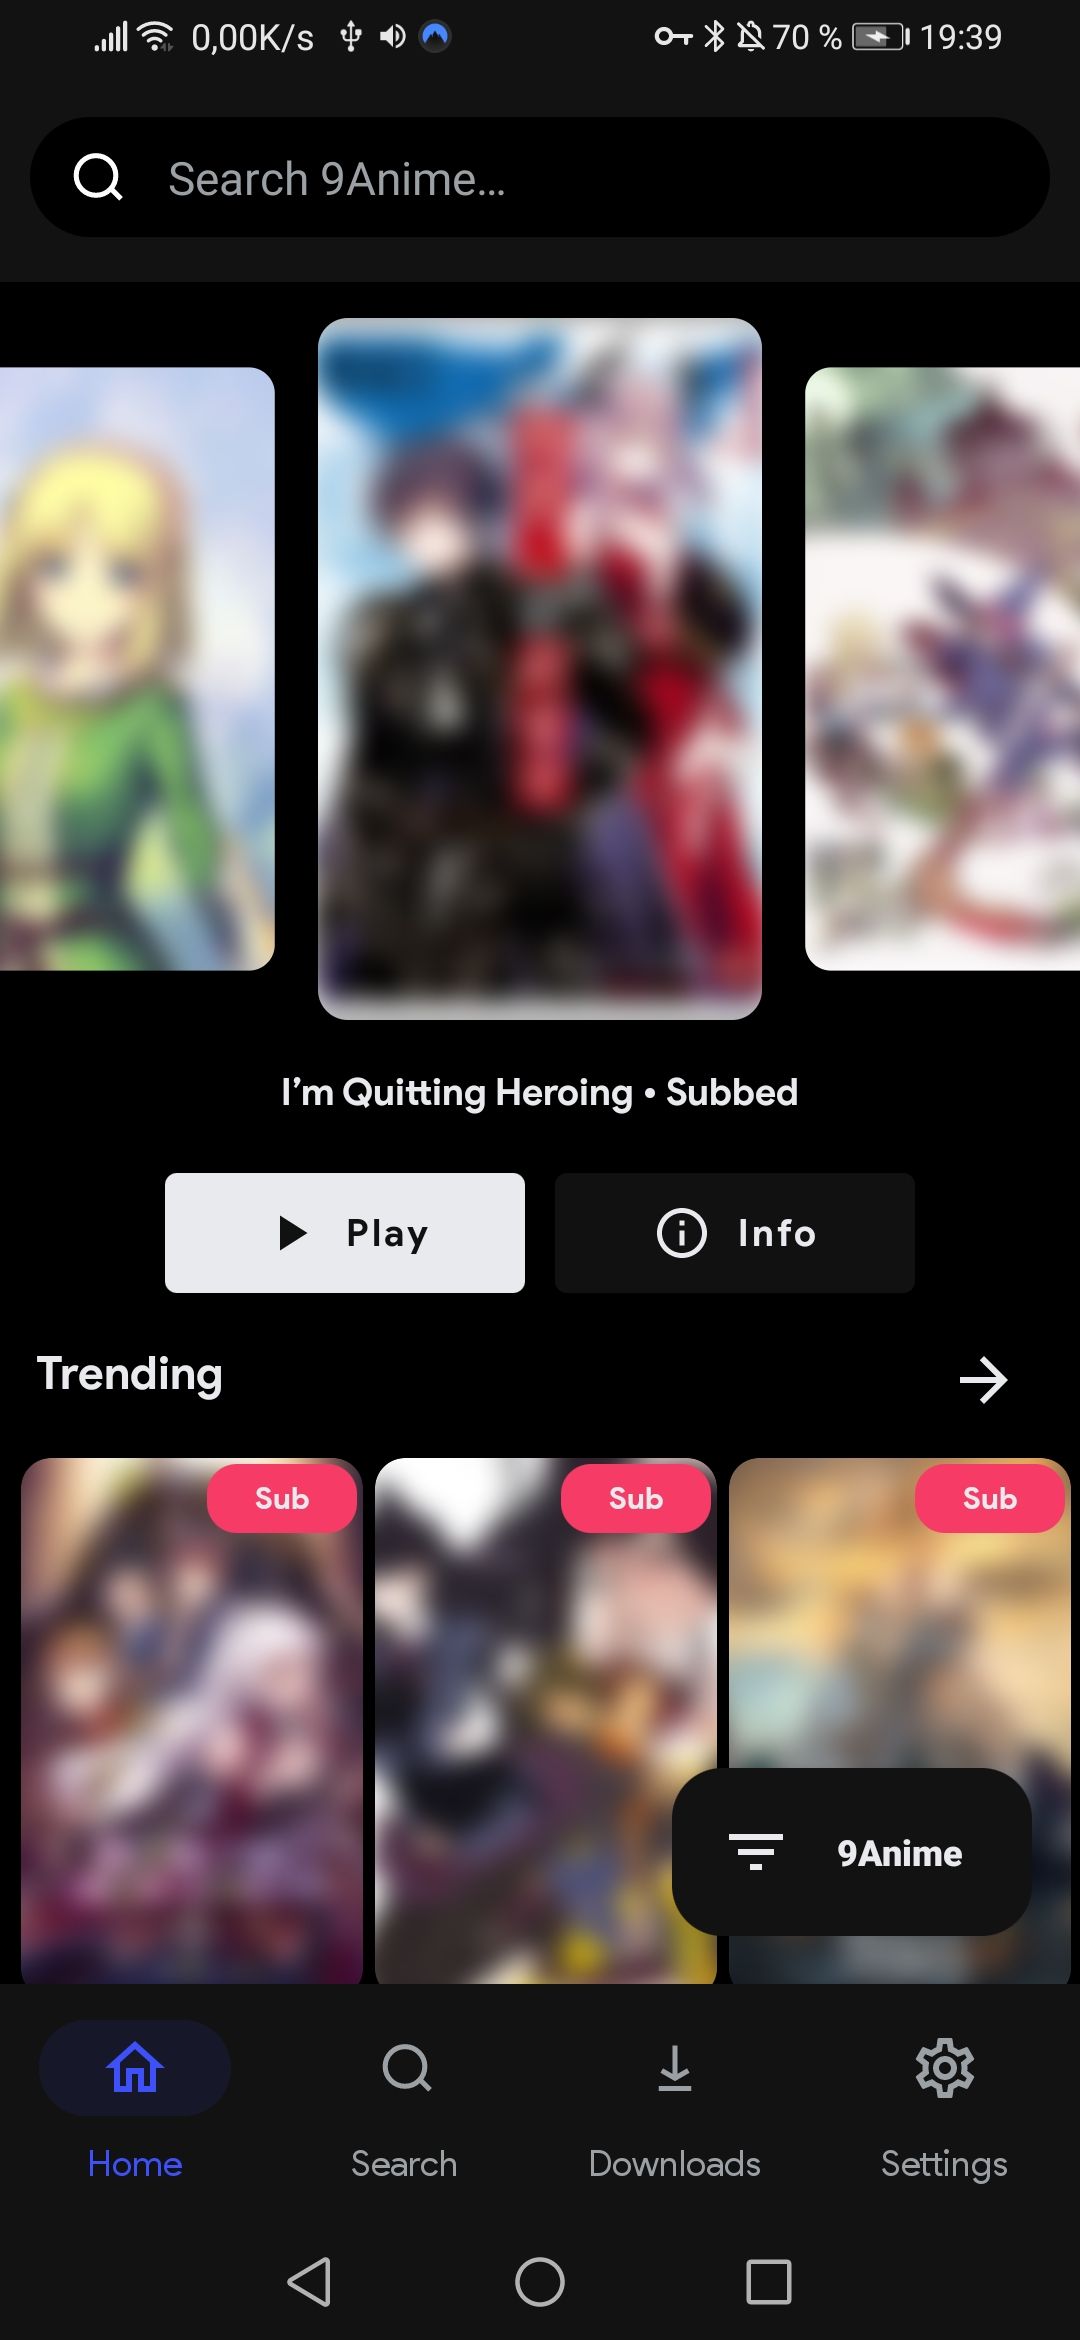 0,00K/s 70 % 19:39
Search 9Anime...
I'm Quitting Heroing • Subbed
Play Info
Trending
Sub Sub Sub
9Anime
Home Search Downloads Settings